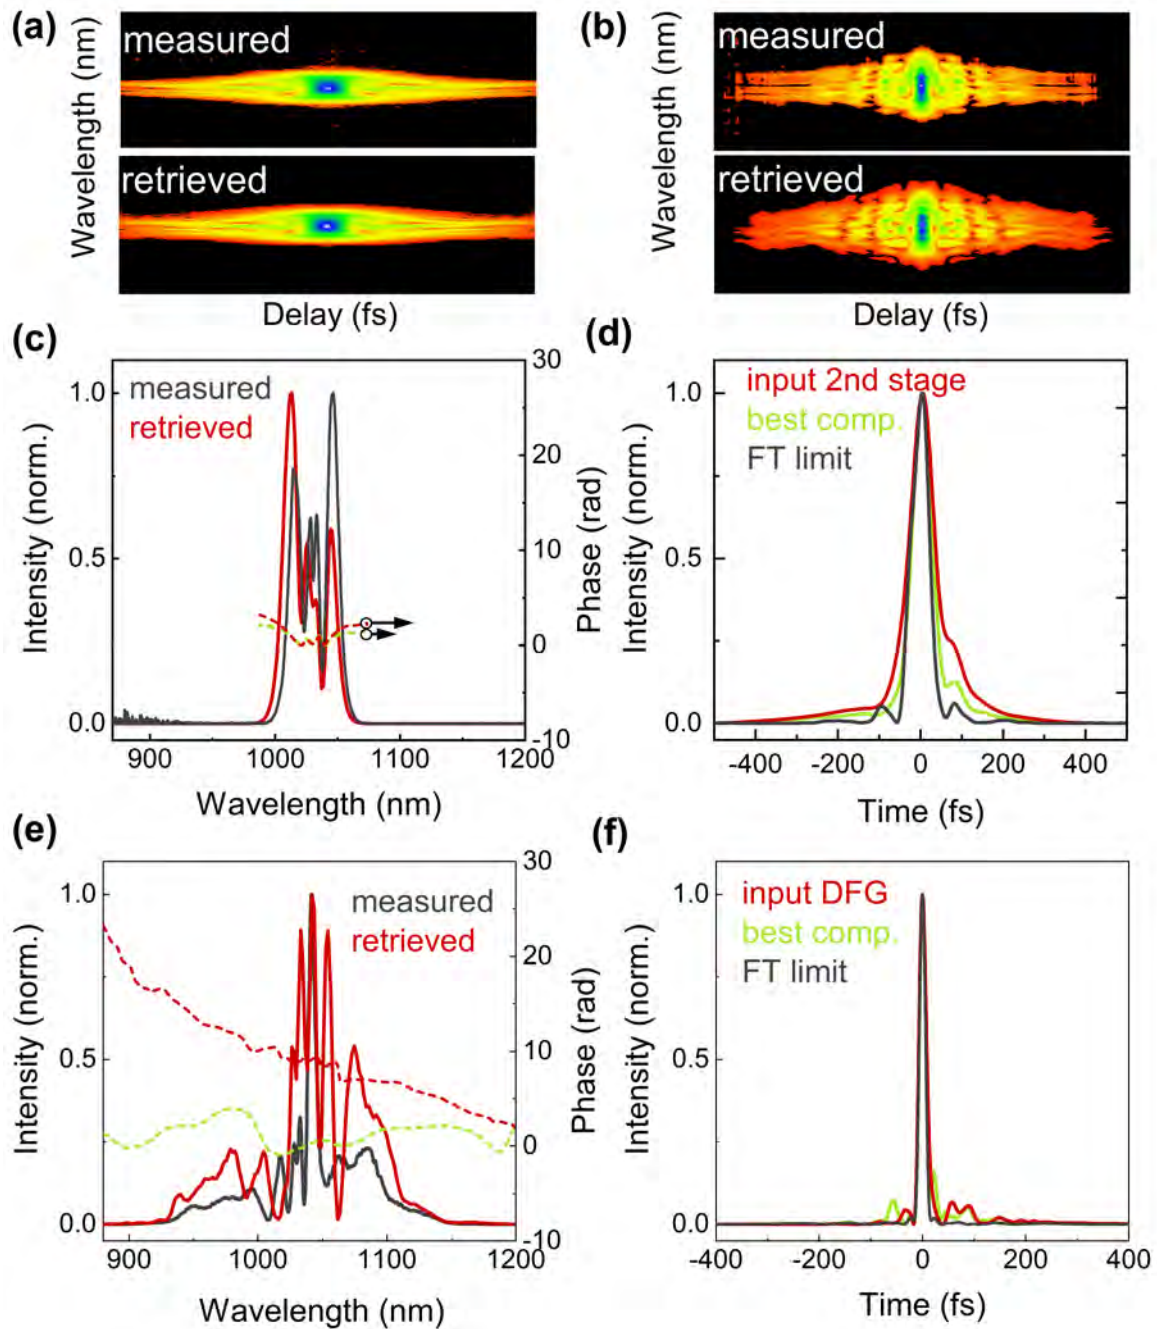 (a)
Wavelength (nm)
measured
retrieved
Delay (fs)
(b)
Wavelength (nm)
measured
retrieved
Delay (fs)
(c)
measured
retrieved
Intensity (norm.)
1.0
0.5
0.0
Phase (rad)
30
20
10
0
-10
900 1000 1100 1200
Wavelength (nm)
(d)
input 2nd stage
best comp.
FT limit
Intensity (norm.)
1.0
0.5
0.0
-400 -200 0 200 400
Time (fs)
(e)
measured
retrieved
Intensity (norm.)
1.0
0.5
0.0
Phase (rad)
30
20
10
0
-10
900 1000 1100 1200
Wavelength (nm)
(f)
input DFG
best comp.
FT limit
Intensity (norm.)
1.0
0.5
0.0
-400 -200 0 200 400
Time (fs)